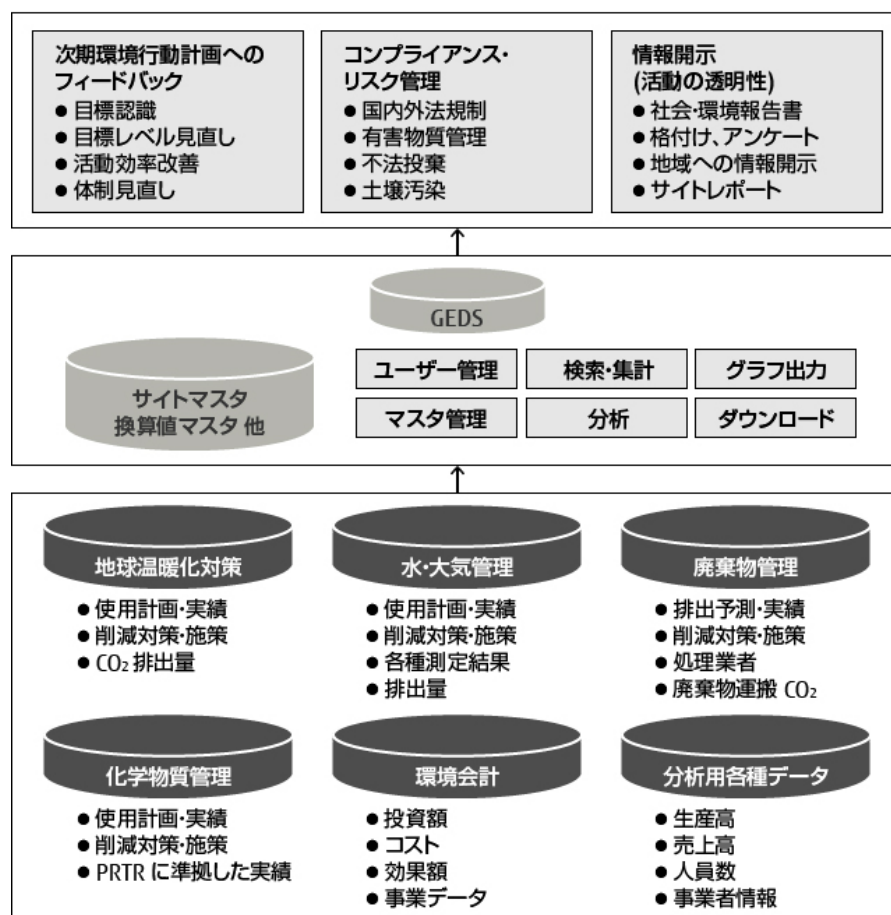 次期環境行動計画への
フィードバック
● 目標認識
● 目標レベル見直し
● 活動効率改善
● 体制見直し
コンプライアンス・
リスク管理
● 国内外法規制
● 有害物質管理
● 不法投棄
● 土壌汚染
情報開示
(活動の透明性)
● 社会・環境報告書
● 格付け、アンケート
● 地域への情報開示
● サイトレポート
GEDS
サイトマスタ
換算値マスタ 他
ユーザー管理
検索・集計
グラフ出力
マスタ管理
分析
ダウンロード
地球温暖化対策
● 使用計画・実績
● 削減対策・施策
● CO₂ 排出量
水・大気管理
● 使用計画・実績
● 削減対策・施策
● 各種測定結果
● 排出量
廃棄物管理
● 排出予測・実績
● 削減対策・施策
● 処理業者
● 廃棄物運搬 CO₂
化学物質管理
● 使用計画・実績
● 削減対策・施策
● PRTR に準拠した実績
環境会計
● 投資額
● コスト
● 効果額
● 事業データ
分析用各種データ
● 生産高
● 売上高
● 人員数
● 事業者情報